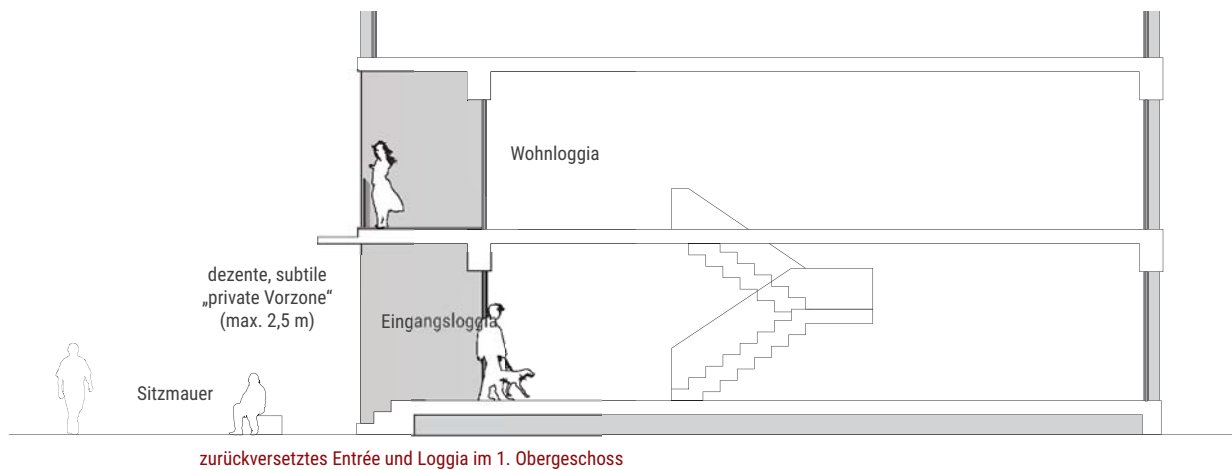 Wohnloggia
dezente, subtile
„private Vorzone“
(max. 2,5 m)
Eingangsloggia
Sitzmauer
zurückversetztes Entrée und Loggia im 1. Obergeschoss